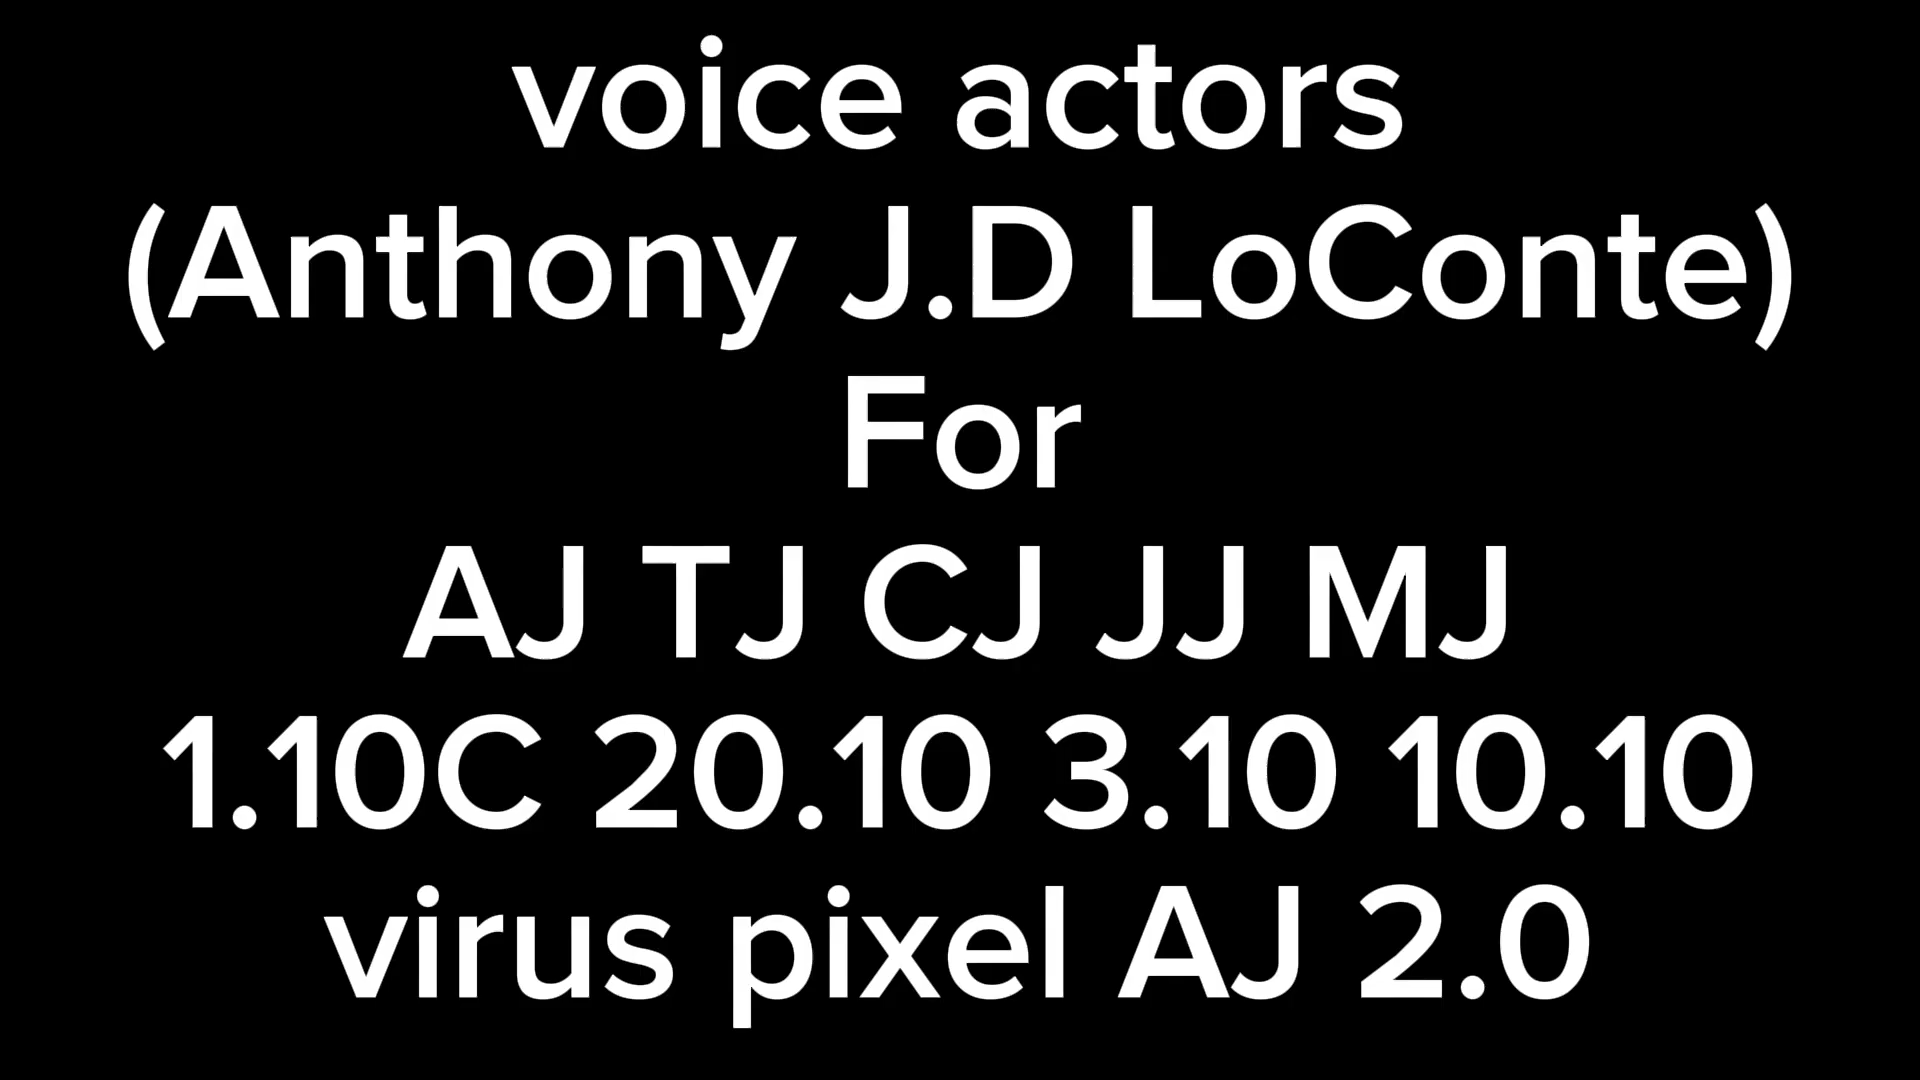 voice actors
(Anthony J.D LoConte)
For
AJ TJ CJ JJ MJ
1.10C 20.10 3.10 10.10
virus pixel AJ 2.0